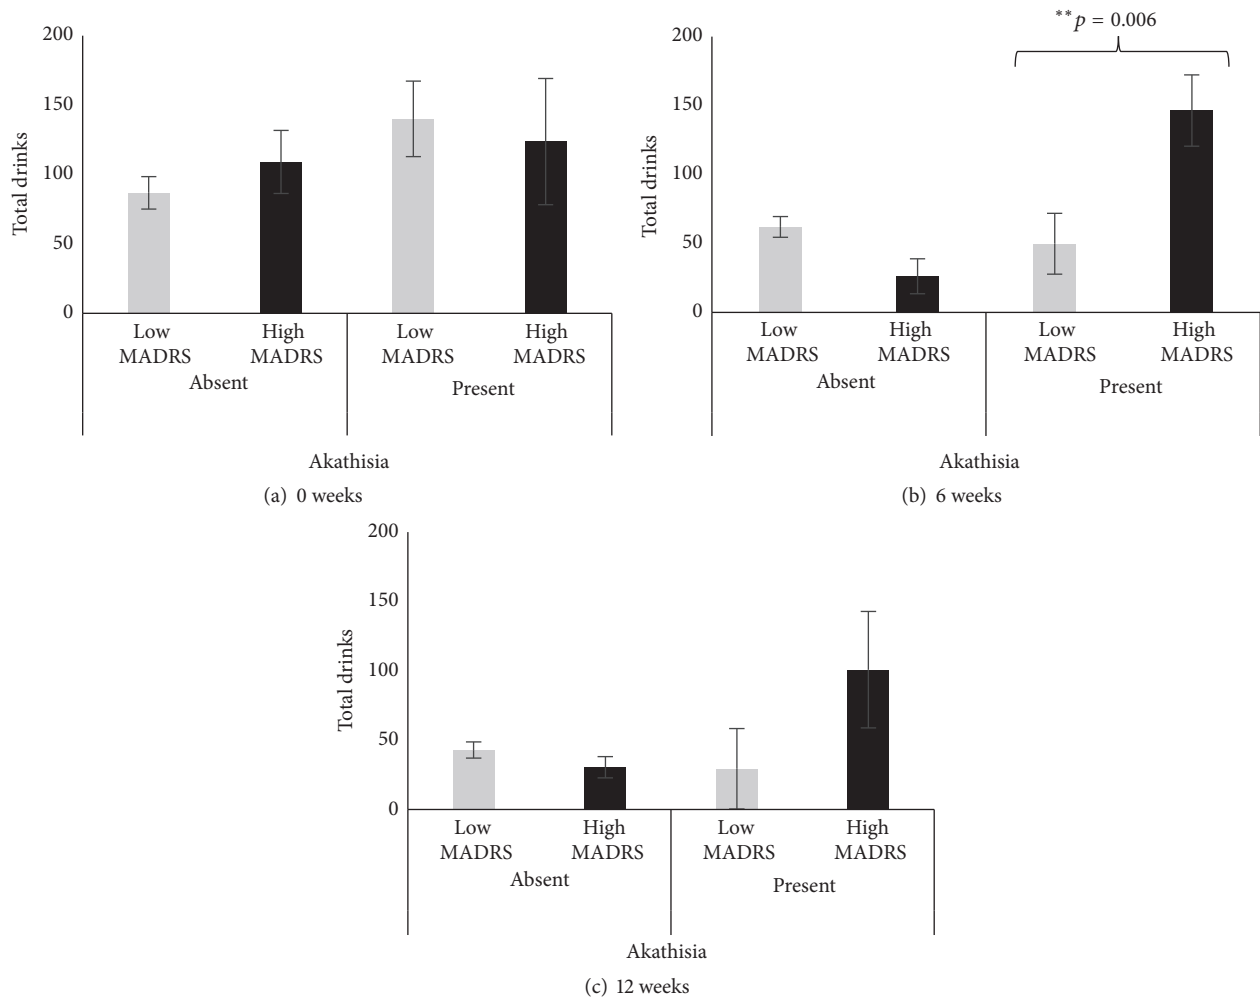 200
150
100
50
0
Total drinks
Low MADRS
High MADRS
Low MADRS
High MADRS
Absent
Present
Akathisia
(a) 0 weeks
**p = 0.006
200
150
100
50
0
Total drinks
Low MADRS
High MADRS
Low MADRS
High MADRS
Absent
Present
Akathisia
(b) 6 weeks
200
150
100
50
0
Total drinks
Low MADRS
High MADRS
Low MADRS
High MADRS
Absent
Present
Akathisia
(c) 12 weeks